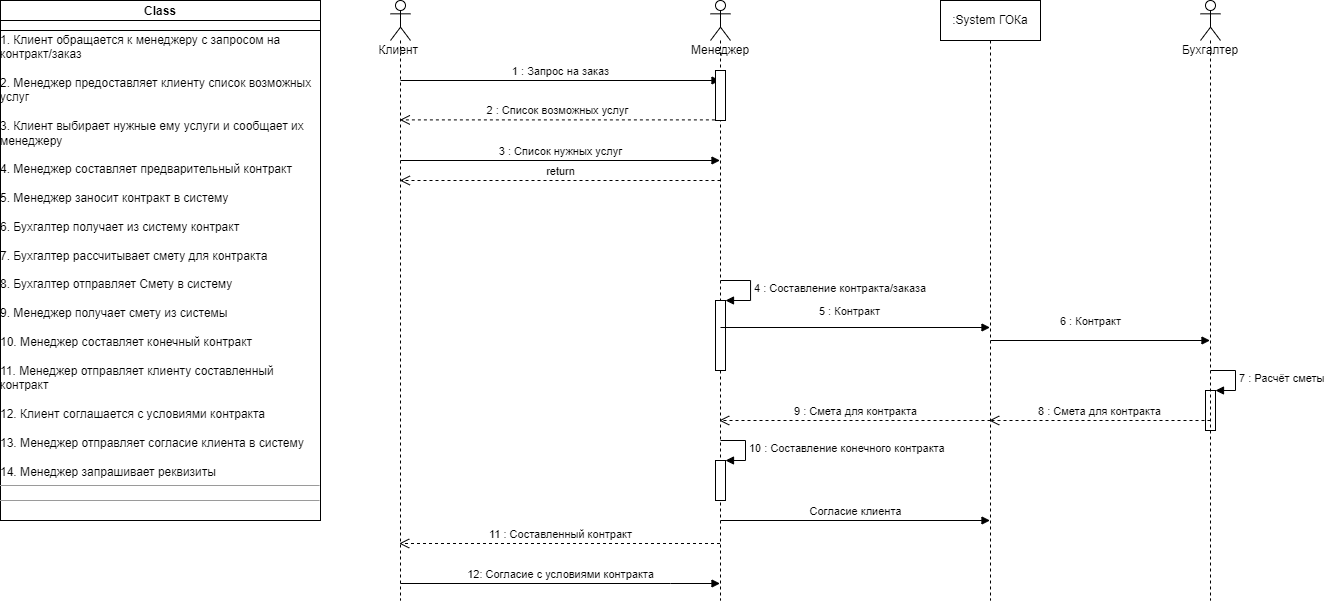 Class
1. Клиент обращается к менеджеру с запросом на
контракт/заказ
2. Менеджер предоставляет клиенту список возможных
услуг
3. Клиент выбирает нужные ему услуги и сообщает их
менеджеру
4. Менеджер составляет предварительный контракт
5. Менеджер заносит контракт в систему
6. Бухгалтер получает из систему контракт
7. Бухгалтер рассчитывает смету для контракта
8. Бухгалтер отправляет Смету в систему
9. Менеджер получает смету из системы
10. Менеджер составляет конечный контракт
11. Менеджер отправляет клиенту составленный
контракт
12. Клиент соглашается с условиями контракта
13. Менеджер отправляет согласие клиента в систему
14. Менеджер запрашивает реквизиты
Клиент
Менеджер
:System ГОКа
Бухгалтер
1 : Запрос на заказ
2 : Список возможных услуг
3 : Список нужных услуг
return
4 : Составление контракта/заказа
5 : Контракт
6 : Контракт
7 : Расчёт сметы
9 : Смета для контракта
8 : Смета для контракта
10 : Составление конечного контракта
Согласие клиента
11 : Составленный контракт
12: Согласие с условиями контракта